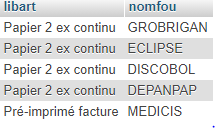 libart nomfou
Papier 2 ex continu GROBRIGAN
Papier 2 ex continu ECLIPSE
Papier 2 ex continu DISCOBOL
Papier 2 ex continu DEPANPAP
Pré-imprimé facture MEDICIS